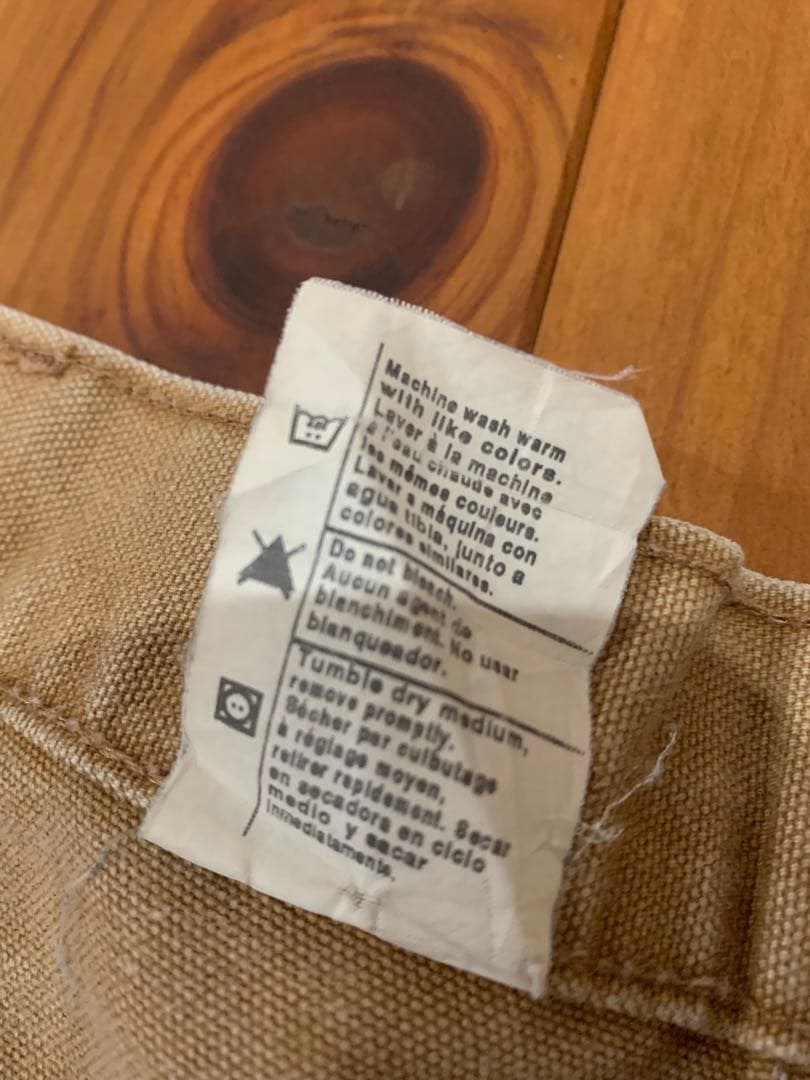 Machine wash warm
with like colors.
Laver à la machine
à l'eau chaude avec
les mêmes couleurs.
Lavar a máquina con
agua tibia, junto a
colores similares.
Do not bleach.
Aucun agent de
blanchiment. No usar
blanqueador.
Tumble dry medium,
remove promptly.
Sécher par culbutage
à réglage moyen,
retirer rapidement. Secar
en secadora en ciclo
medio y sacar
inmediatamente.